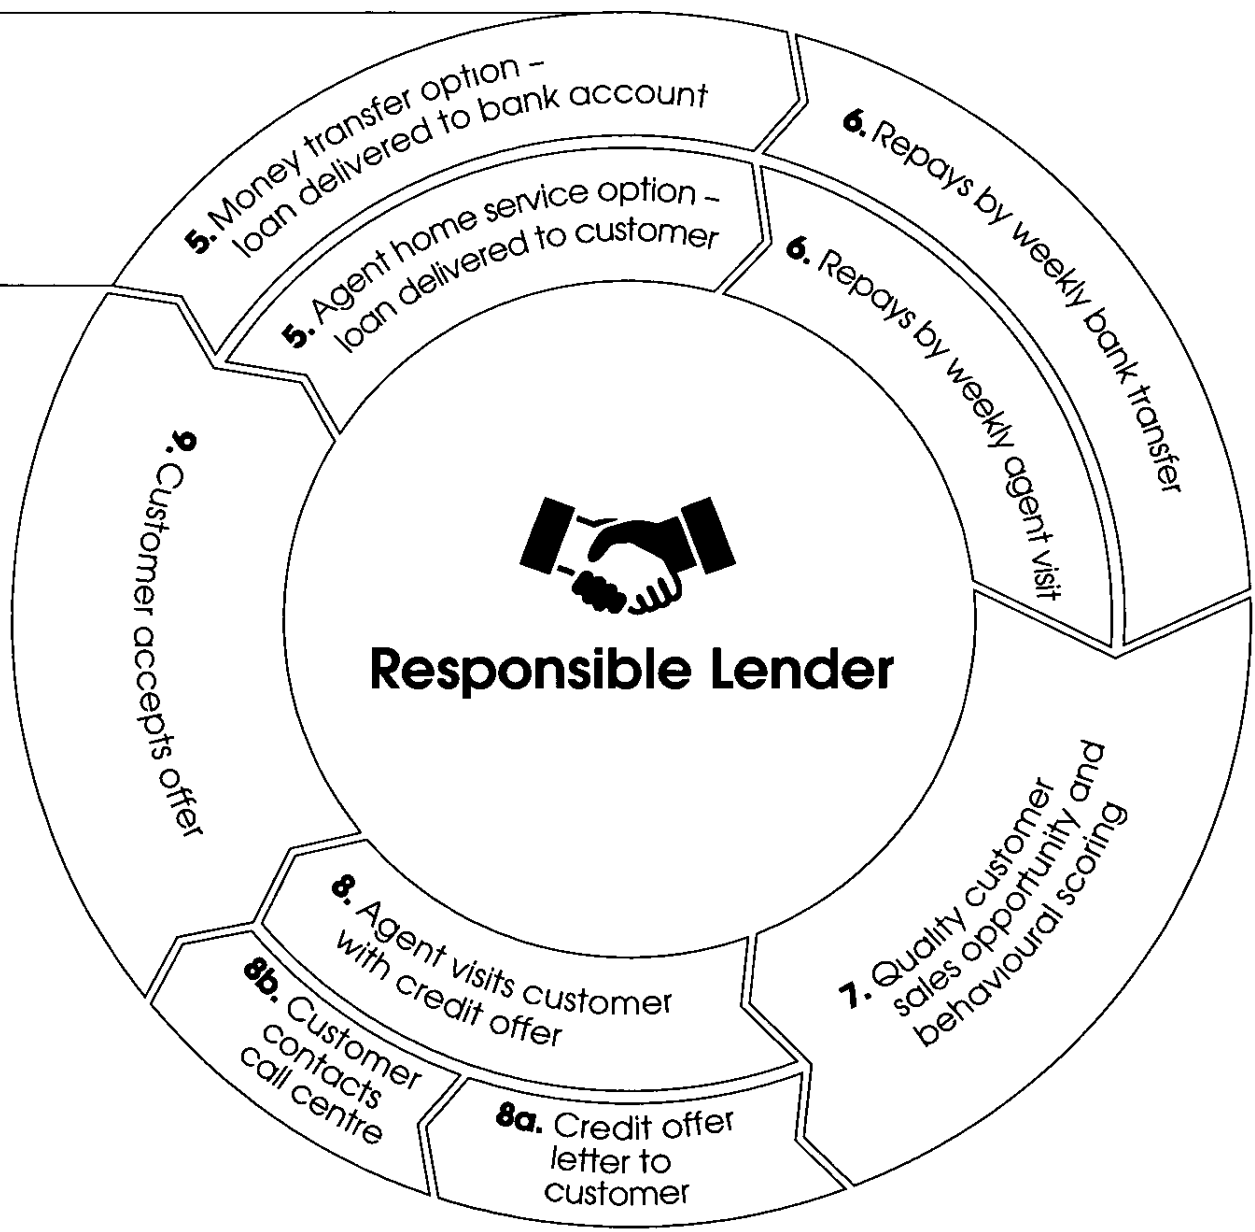 5. Money transfer option –
loan delivered to bank account
5. Agent home service option –
loan delivered to customer
6. Repays by weekly bank transfer
6. Repays by weekly agent visit
7. Quality customer
sales opportunity and
behavioural scoring
8. Agent visits customer
with credit offer
8a. Credit offer
letter to
customer
8b. Customer
contacts
call centre
9. Customer accepts offer
Responsible Lender